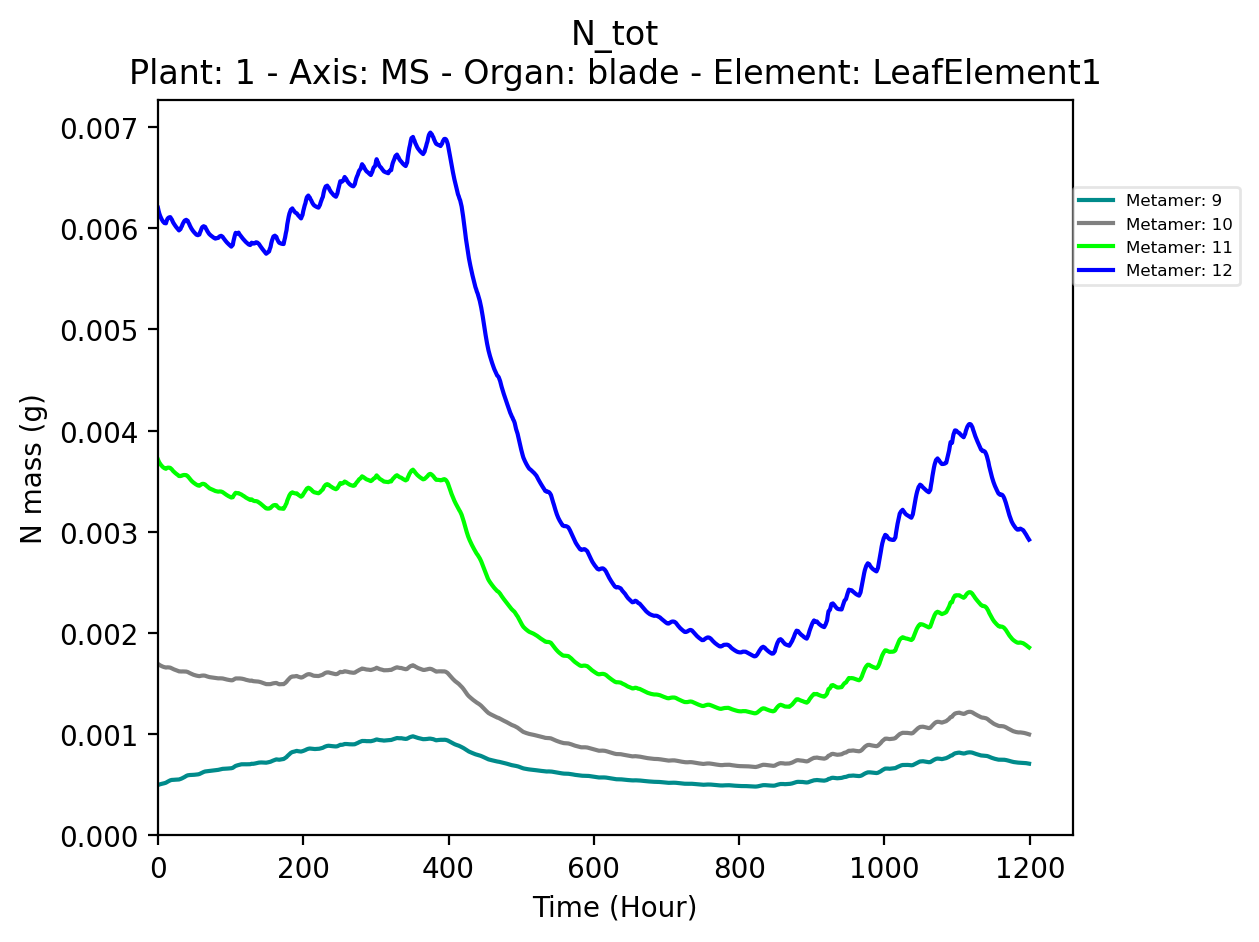 N_tot
Plant: 1 - Axis: MS - Organ: blade - Element: LeafElement1
N mass (g)
0.007
0.006
0.005
0.004
0.003
0.002
0.001
0.000
0
200
400
600
800
1000
1200
Time (Hour)
Metamer: 9
Metamer: 10
Metamer: 11
Metamer: 12